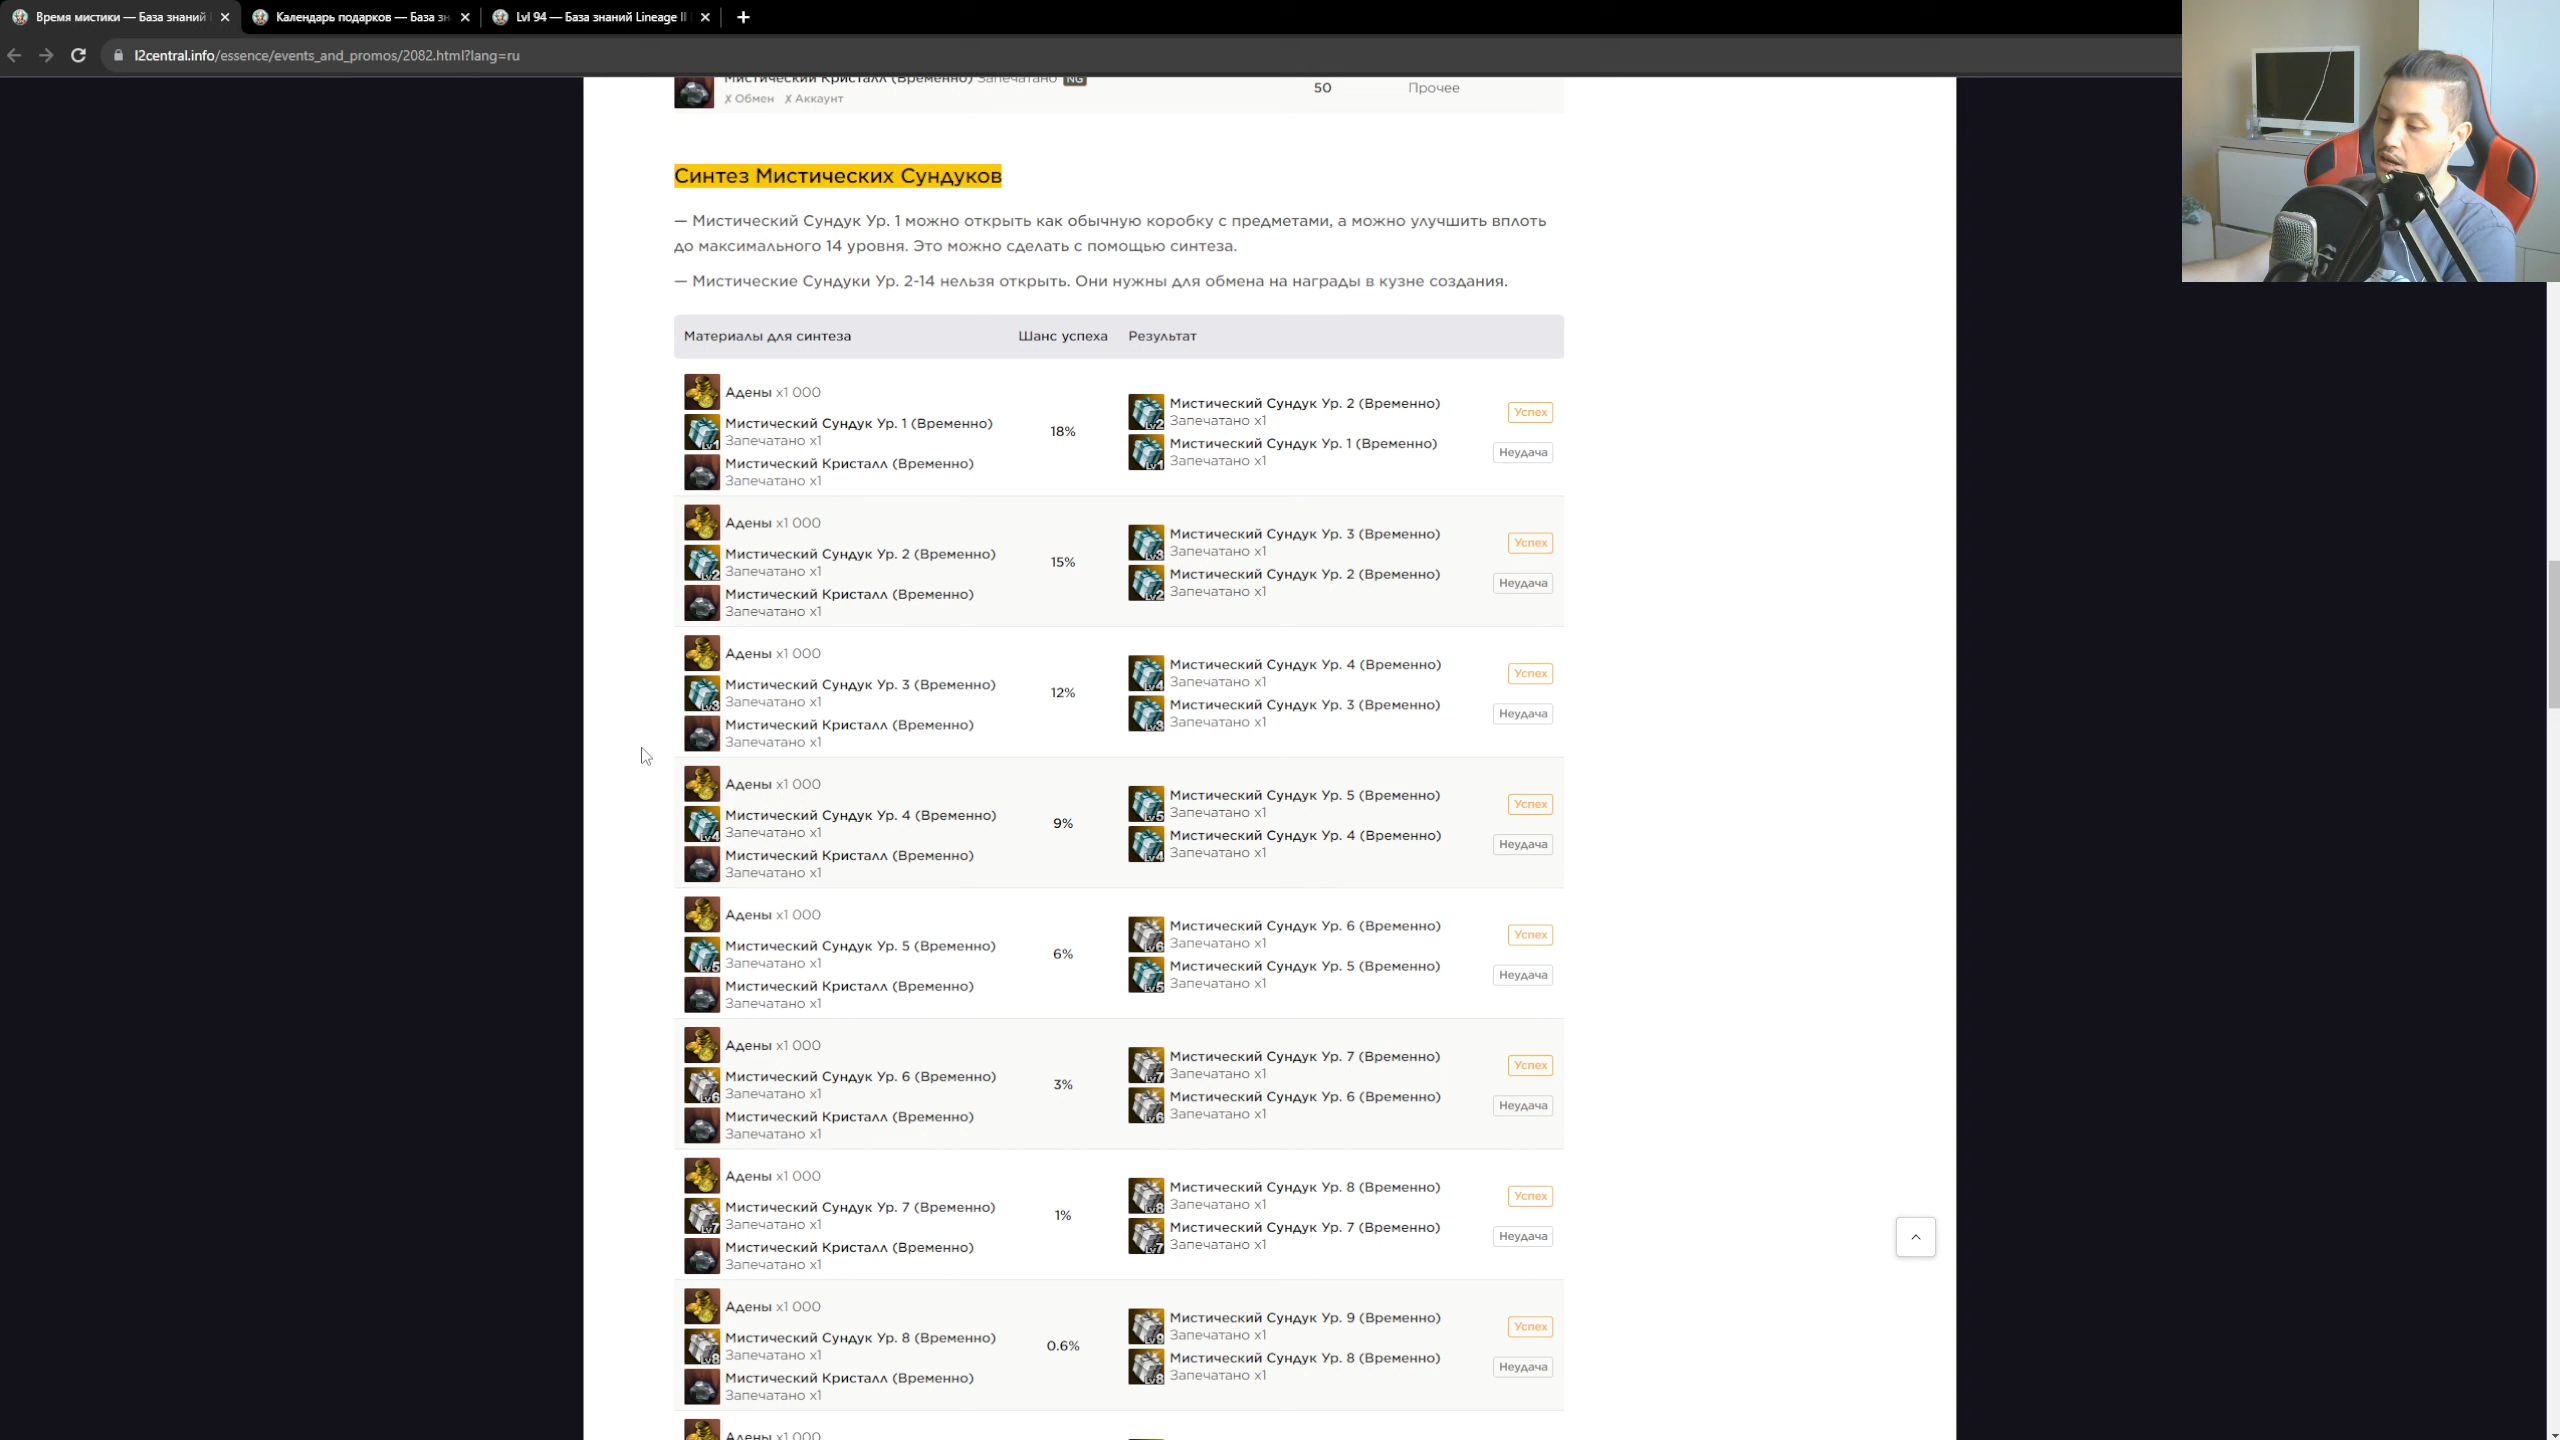 Время мистики — База знаний
Календарь подарков — База зн
Lvl 94 — База знаний Lineage II
l2central.info/essence/events_and_promos/2082.html?lang=ru
Мистический Кристалл (Временно) Запечатано NG
✗ Обмен ✗ Аккаунт
50
Прочее
Синтез Мистических Сундуков
— Мистический Сундук Ур. 1 можно открыть как обычную коробку с предметами, а можно улучшить вплоть
до максимального 14 уровня. Это можно сделать с помощью синтеза.
— Мистические Сундуки Ур. 2-14 нельзя открыть. Они нужны для обмена на награды в кузне создания.
Материалы для синтеза
Шанс успеха
Результат
Адены x1 000
Мистический Сундук Ур. 1 (Временно)
Запечатано x1
Мистический Кристалл (Временно)
Запечатано x1
18%
Мистический Сундук Ур. 2 (Временно)
Запечатано x1
Успех
Мистический Сундук Ур. 1 (Временно)
Запечатано x1
Неудача
Адены x1 000
Мистический Сундук Ур. 2 (Временно)
Запечатано x1
Мистический Кристалл (Временно)
Запечатано x1
15%
Мистический Сундук Ур. 3 (Временно)
Запечатано x1
Успех
Мистический Сундук Ур. 2 (Временно)
Запечатано x1
Неудача
Адены x1 000
Мистический Сундук Ур. 3 (Временно)
Запечатано x1
Мистический Кристалл (Временно)
Запечатано x1
12%
Мистический Сундук Ур. 4 (Временно)
Запечатано x1
Успех
Мистический Сундук Ур. 3 (Временно)
Запечатано x1
Неудача
Адены x1 000
Мистический Сундук Ур. 4 (Временно)
Запечатано x1
Мистический Кристалл (Временно)
Запечатано x1
9%
Мистический Сундук Ур. 5 (Временно)
Запечатано x1
Успех
Мистический Сундук Ур. 4 (Временно)
Запечатано x1
Неудача
Адены x1 000
Мистический Сундук Ур. 5 (Временно)
Запечатано x1
Мистический Кристалл (Временно)
Запечатано x1
6%
Мистический Сундук Ур. 6 (Временно)
Запечатано x1
Успех
Мистический Сундук Ур. 5 (Временно)
Запечатано x1
Неудача
Адены x1 000
Мистический Сундук Ур. 6 (Временно)
Запечатано x1
Мистический Кристалл (Временно)
Запечатано x1
3%
Мистический Сундук Ур. 7 (Временно)
Запечатано x1
Успех
Мистический Сундук Ур. 6 (Временно)
Запечатано x1
Неудача
Адены x1 000
Мистический Сундук Ур. 7 (Временно)
Запечатано x1
Мистический Кристалл (Временно)
Запечатано x1
1%
Мистический Сундук Ур. 8 (Временно)
Запечатано x1
Успех
Мистический Сундук Ур. 7 (Временно)
Запечатано x1
Неудача
Адены x1 000
Мистический Сундук Ур. 8 (Временно)
Запечатано x1
Мистический Кристалл (Временно)
Запечатано x1
0.6%
Мистический Сундук Ур. 9 (Временно)
Запечатано x1
Успех
Мистический Сундук Ур. 8 (Временно)
Запечатано x1
Неудача
Адены x1 000